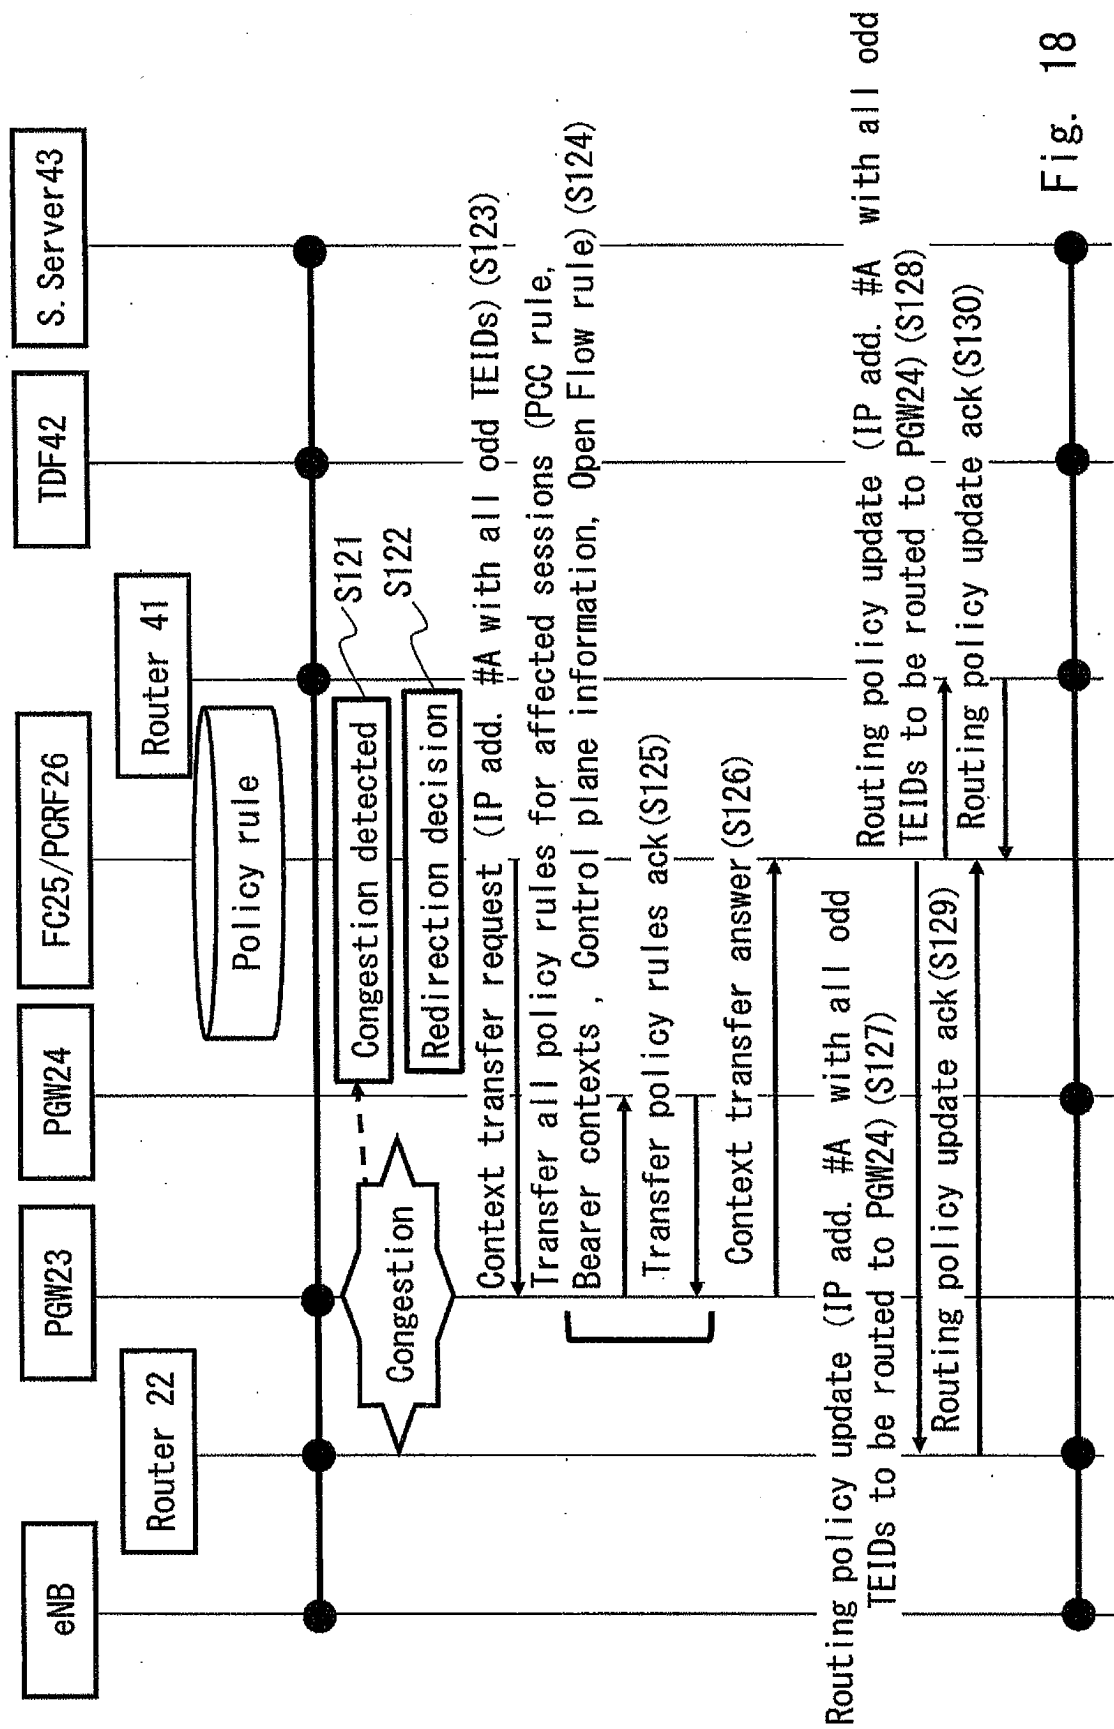 eNB
Router 22
PGW23
PGW24
FC25/PCRF26
Router 41
TDF42
S. Server43
Policy rule
Congestion
Congestion detected
S121
Redirection decision
S122
Context transfer request (IP add. #A with all odd TEIDs) (S123)
Transfer all policy rules for affected sessions (PCC rule,
Bearer contexts , Control plane information, Open Flow rule) (S124)
Transfer policy rules ack(S125)
Context transfer answer(S126)
Routing policy update (IP add. #A with all odd
TEIDs to be routed to PGW24) (S127)
Routing policy update ack(S129)
Routing policy update (IP add. #A with all odd
TEIDs to be routed to PGW24) (S128)
Routing policy update ack(S130)
Fig. 18